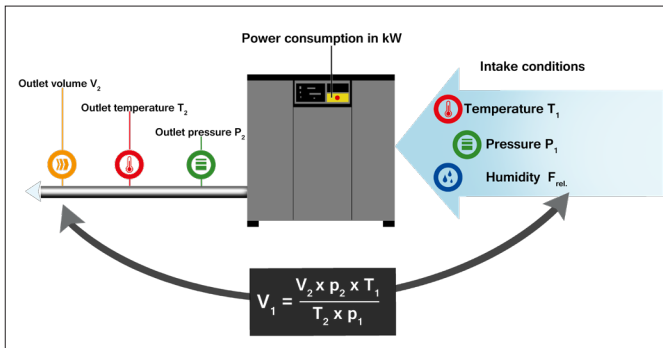 Power consumption in kW
Intake conditions
Outlet volume V₂
Outlet temperature T₂
Outlet pressure P₂
Temperature T₁
Pressure P₁
Humidity F rel.
V₁ = V₂ x p₂ x T₁
T₂ x p₁